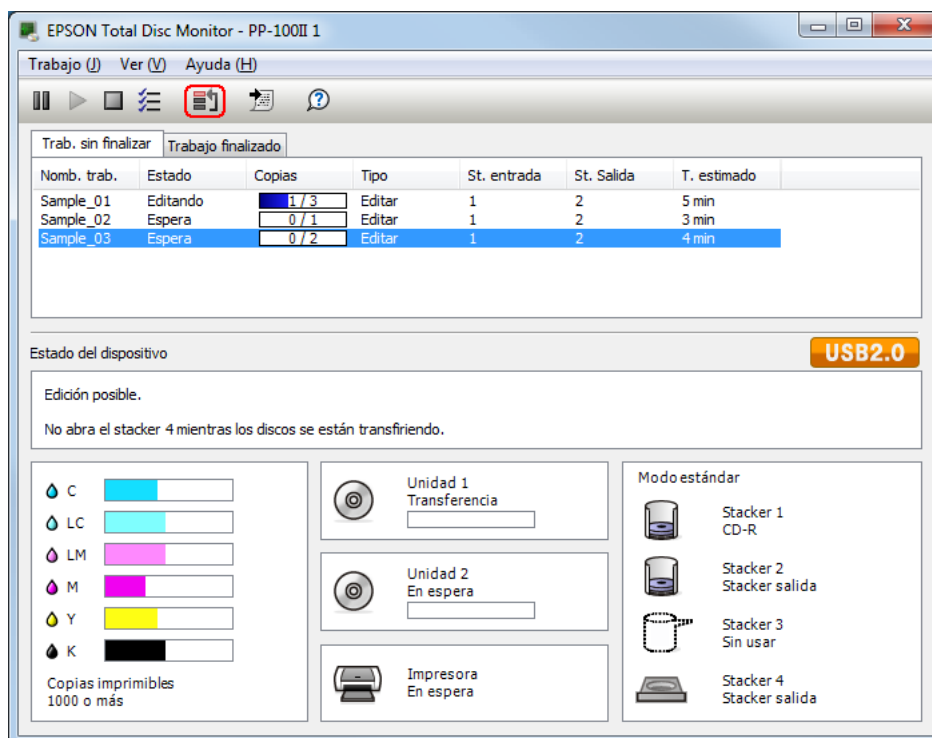 EPSON Total Disc Monitor - PP-100II 1
Trabajo (J) Ver (V) Ayuda (H)
Trab. sin finalizar Trabajo finalizado
Nomb. trab. Estado Copias Tipo St. entrada St. Salida T. estimado
Sample_01 Editando 1 / 3 Editar 1 2 5 min
Sample_02 Espera 0 / 1 Editar 1 2 3 min
Sample_03 Espera 0 / 2 Editar 1 2 4 min
Estado del dispositivo
USB2.0
Edición posible.
No abra el stacker 4 mientras los discos se están transfiriendo.
C
LC
LM
M
Y
K
Copias imprimibles
1000 o más
Unidad 1
Transferencia
Unidad 2
En espera
Impresora
En espera
Modo estándar
Stacker 1
CD-R
Stacker 2
Stacker salida
Stacker 3
Sin usar
Stacker 4
Stacker salida